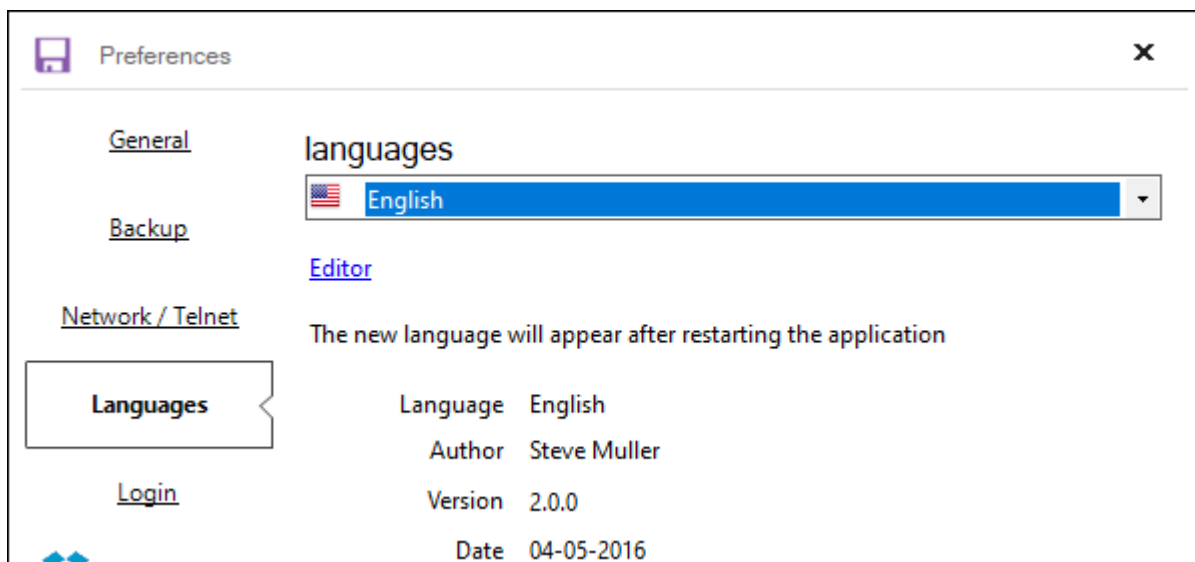 Preferences
General
Backup
Network / Telnet
Languages
Login
languages
English
Editor
The new language will appear after restarting the application
Language English
Author Steve Muller
Version 2.0.0
Date 04-05-2016